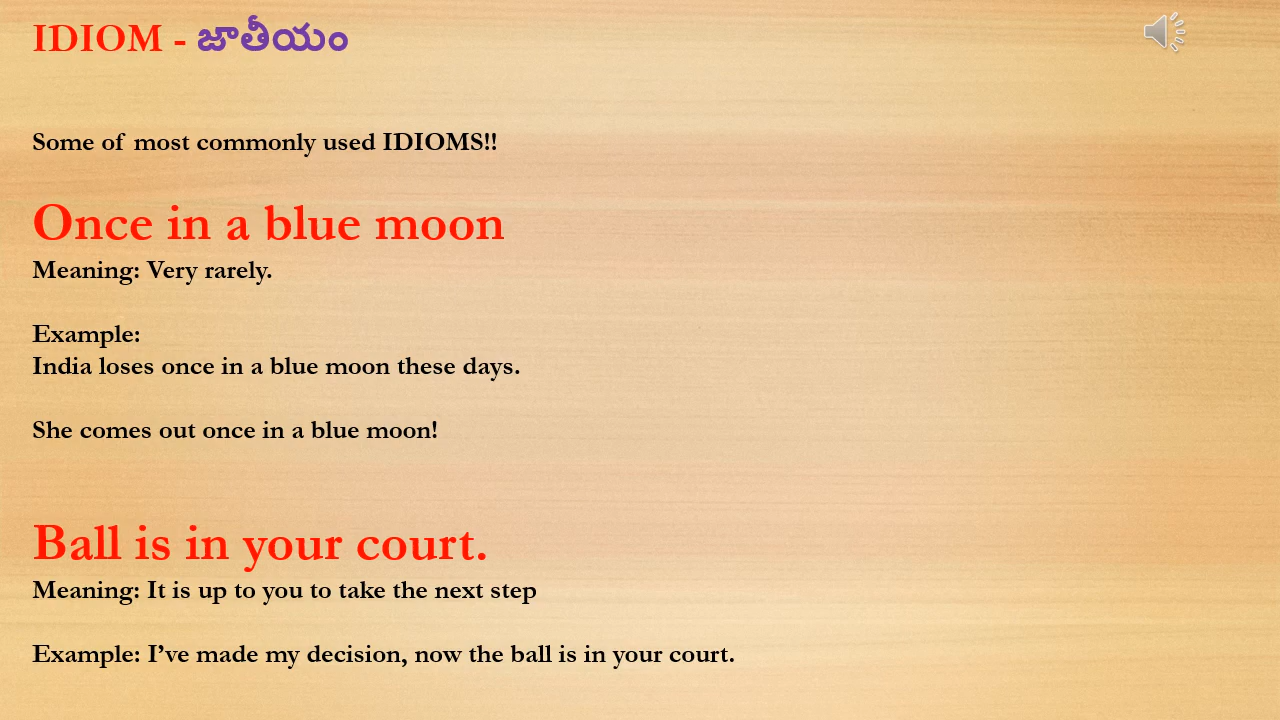 IDIOM - జాతీయం
Some of most commonly used IDIOMS!!
Once in a blue moon
Meaning: Very rarely.
Example:
India loses once in a blue moon these days.
She comes out once in a blue moon!
Ball is in your court.
Meaning: It is up to you to take the next step
Example: I’ve made my decision, now the ball is in your court.